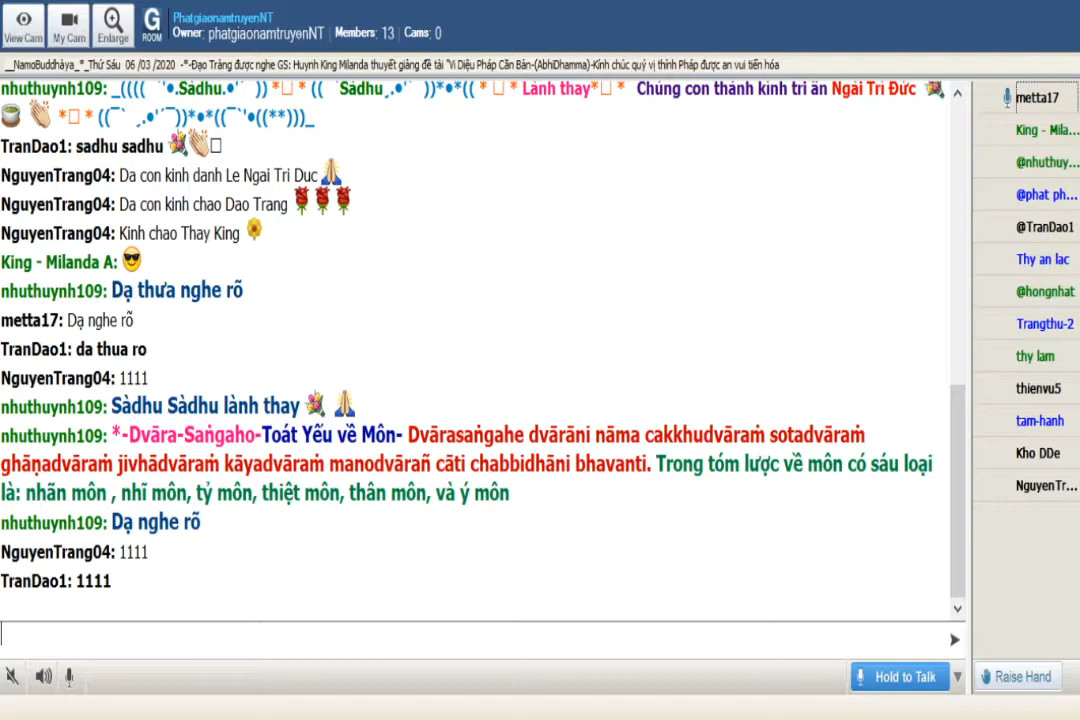 PhatgiaonamtruyenNT
G ROOM
Owner: phatgiaonamtruyenNT | Members: 13 | Cams: 0
View Cam My Cam Enlarge
__NamoBuddhàya_*_Thứ Sáu 06 /03 /2020 -*-Đạo Tràng được nghe GS: Huynh King Milanda thuyết giảng đề tài "Vi Diệu Pháp Căn Bản-(AbhiDhamma)-Kính chúc quý vị thính Pháp được an vui tiến hóa
nhuthuynh109: _(((( ¯`'•.Sàdhu.•'´¯)) *□ * (( ¯`Sàdhu¸.•'´¯))*•*(( * □ * Lành thay*□ * Chúng con thành kính tri ân Ngài Trí Đức
*□ * ((¯` ¸.•'´¯))*•*((¯`'•((**)))_
TranDao1: sadhu sadhu
NguyenTrang04: Da con kinh danh Le Ngai Tri Duc
NguyenTrang04: Da con kinh chao Dao Trang
NguyenTrang04: Kinh chao Thay King
King - Milanda A:
nhuthuynh109: Dạ thưa nghe rõ
metta17: Dạ nghe rõ
TranDao1: da thua ro
NguyenTrang04: 1111
nhuthuynh109: Sàdhu Sàdhu lành thay
nhuthuynh109: *-Dvāra-Saṅgaho-Toát Yếu về Môn- Dvārasaṅgahe dvārāni nāma cakkhudvāraṁ sotadvāraṁ
ghāṇadvāraṁ jivhādvāraṁ kāyadvāraṁ manodvārañ cāti chabbidhāni bhavanti. Trong tóm lược về môn có sáu loại
là: nhãn môn , nhĩ môn, tỷ môn, thiệt môn, thân môn, và ý môn
nhuthuynh109: Dạ nghe rõ
NguyenTrang04: 1111
TranDao1: 1111
metta17
King - Mila...
@nhuthuy...
@phat ph...
@TranDao1
Thy an lac
@hongnhat
Trangthu-2
thy lam
thienvu5
tam-hanh
Kho DDe
NguyenTr...
Hold to Talk
Raise Hand